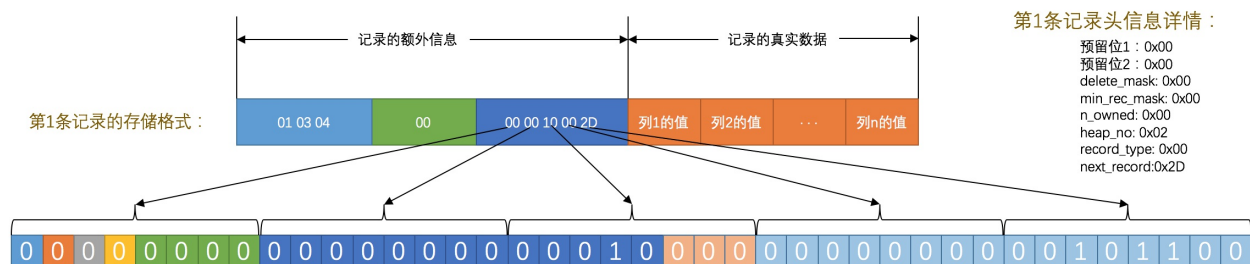 第1条记录头信息详情：
记录的额外信息 记录的真实数据
预留位1：0x00
预留位2：0x00
delete_mask: 0x00
min_rec_mask: 0x00
n_owned: 0x00
heap_no: 0x02
record_type: 0x00
next_record:0x2D
第1条记录的存储格式： 01 03 04 00 00 00 10 00 2D 列1的值 列2的值 ··· 列n的值
0 0 0 0 0 0 0 0 0 0 0 0 0 0 0 0 0 0 0 1 0 0 0 0 0 0 0 0 0 0 0 0 0 0 1 0 1 1 0 0